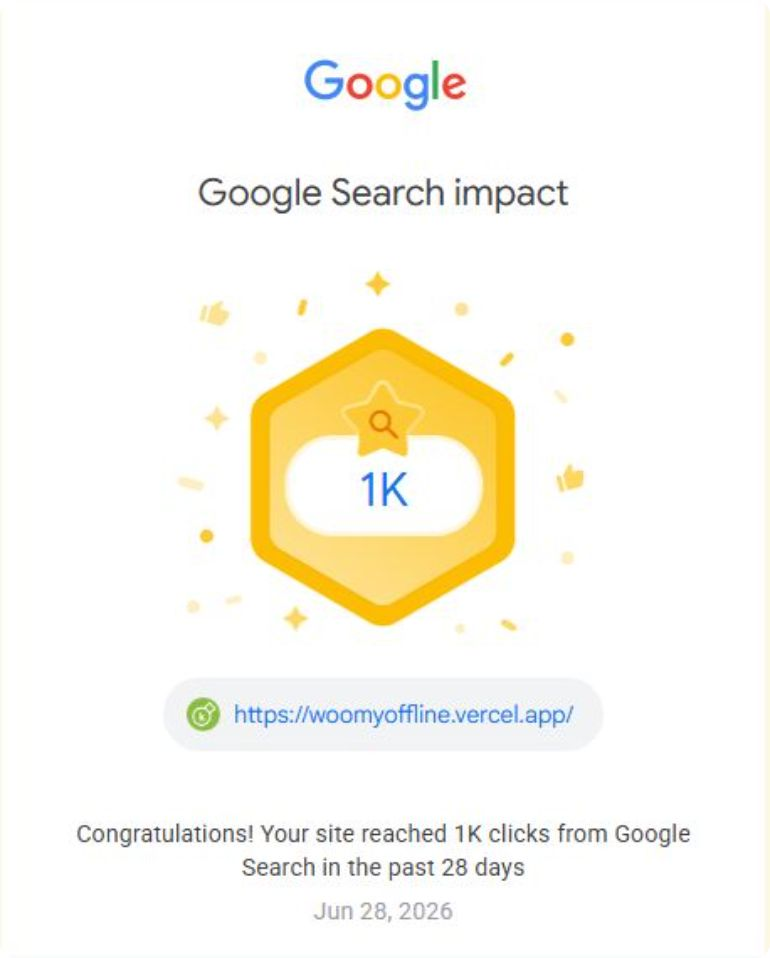 Google
Google Search impact
1K
https://woomyoffline.vercel.app/
Congratulations! Your site reached 1K clicks from Google
Search in the past 28 days
Jun 28, 2026